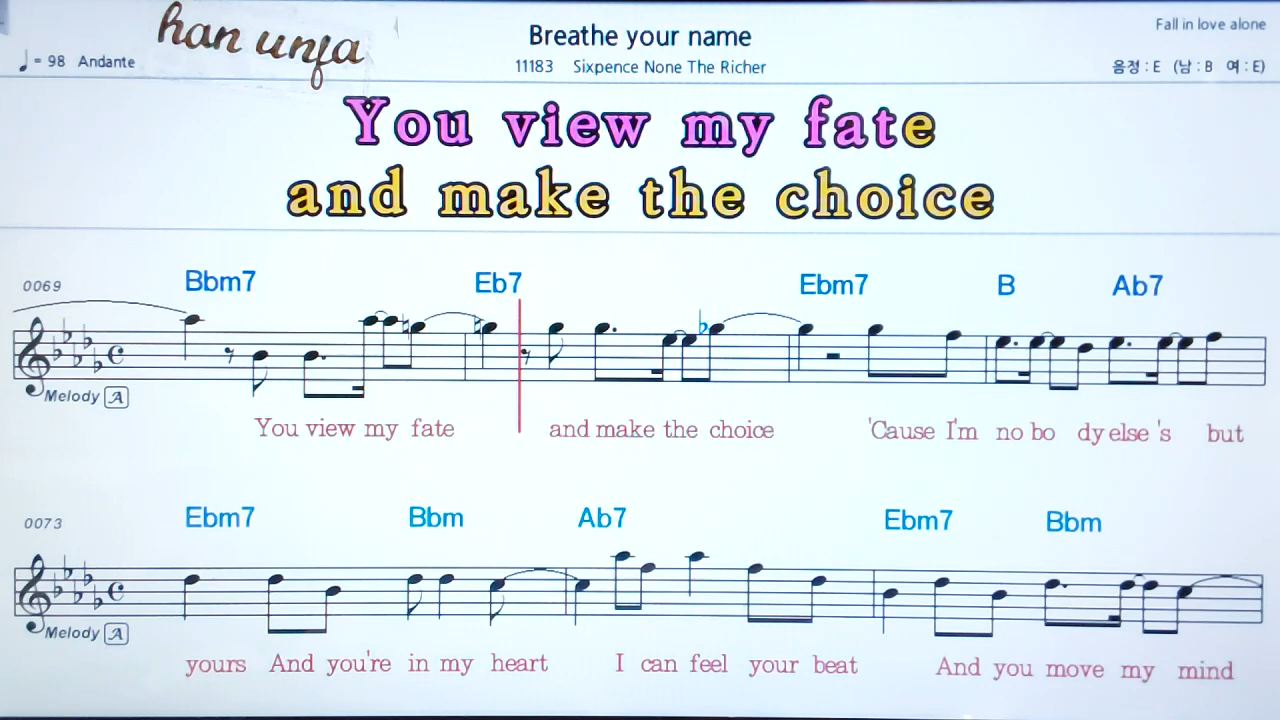 han unfa
Breathe your name
Fall in love alone
♩ = 98 Andante
11183 Sixpence None The Richer
음정 : E (남 : B 여 : E)
You view my fate
and make the choice
0069 Bbm7 Eb7 Ebm7 B Ab7
Melody A
You view my fate and make the choice 'Cause I'm no bo dy else 's but
0073 Ebm7 Bbm Ab7 Ebm7 Bbm
Melody A
yours And you're in my heart I can feel your beat And you move my mind